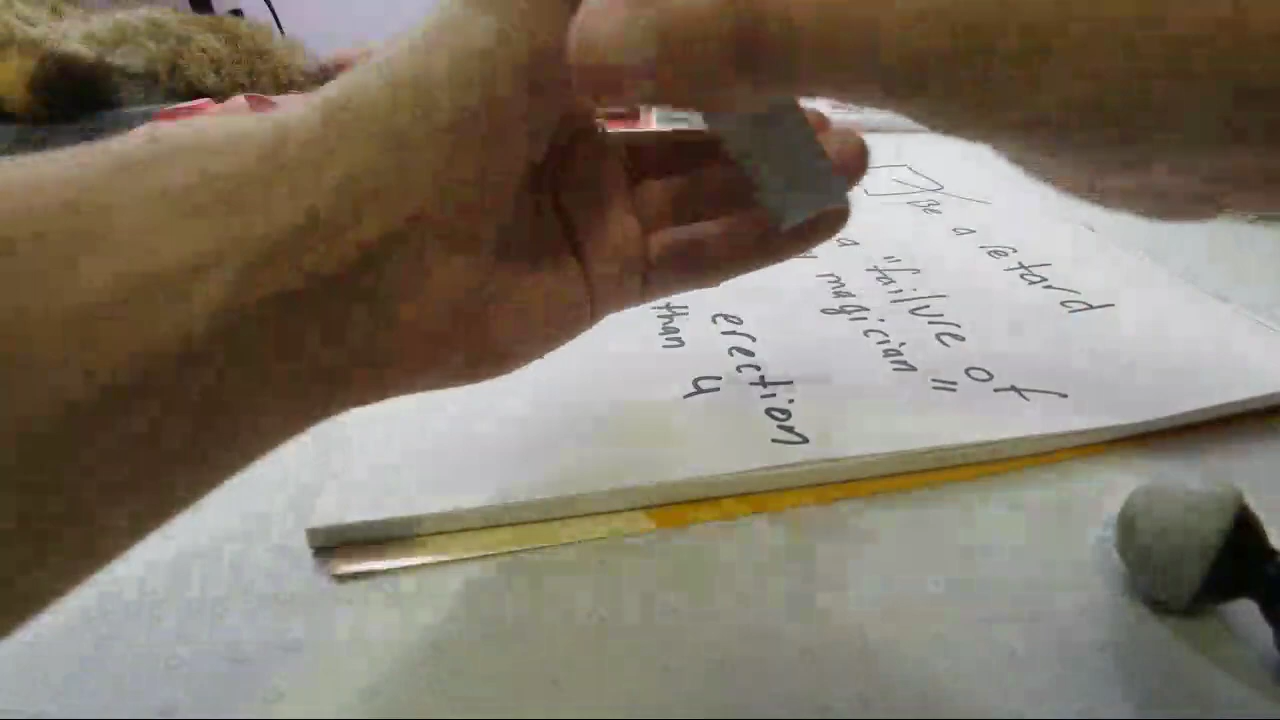 Be a retard
a "failure of
magician"
erection
than 4